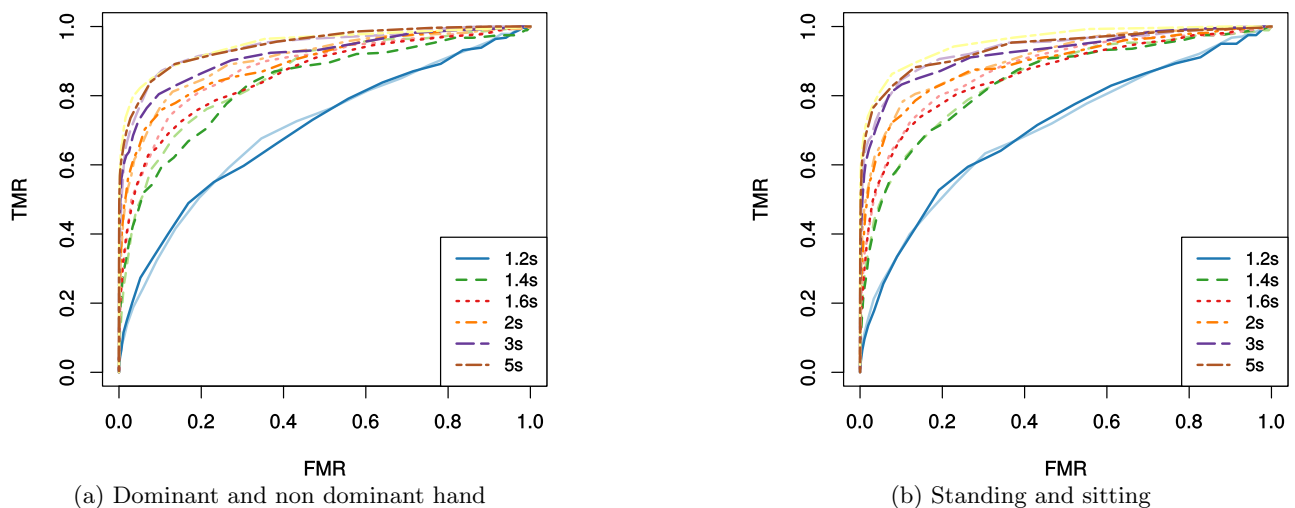 1.0
0.8
0.6
0.4
0.2
0.0
TMR
1.2s
1.4s
1.6s
2s
3s
5s
0.0 0.2 0.4 0.6 0.8 1.0
FMR
(a) Dominant and non dominant hand
1.0
0.8
0.6
0.4
0.2
0.0
TMR
1.2s
1.4s
1.6s
2s
3s
5s
0.0 0.2 0.4 0.6 0.8 1.0
FMR
(b) Standing and sitting